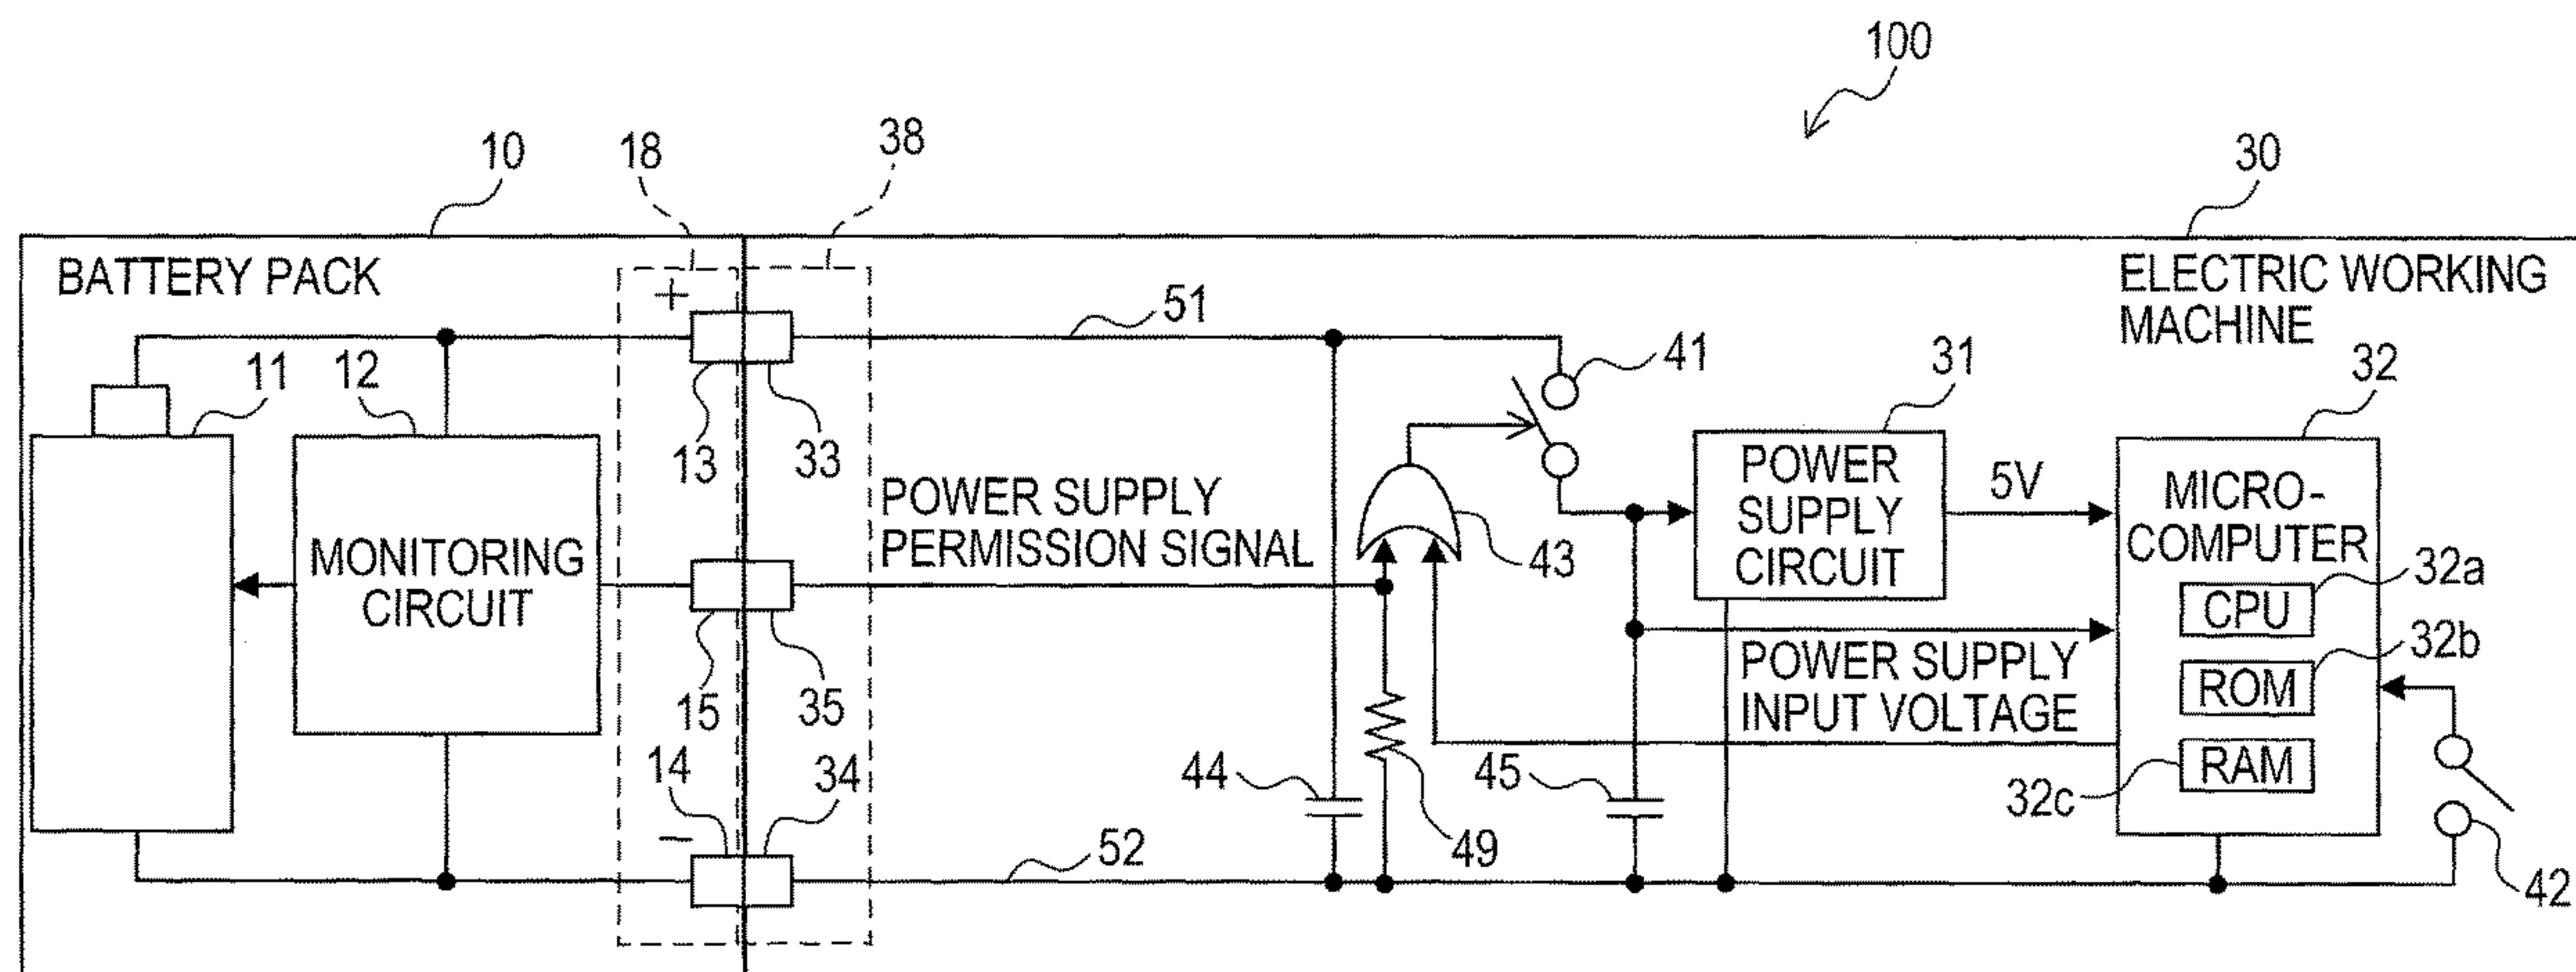 100
10
18
38
30
BATTERY PACK
+
51
ELECTRIC WORKING
MACHINE
11
12
13
33
41
31
32
POWER SUPPLY
PERMISSION SIGNAL
43
POWER
SUPPLY
CIRCUIT
5V
MICRO-
COMPUTER
MONITORING
CIRCUIT
32a
CPU
15
35
32b
ROM
POWER SUPPLY
INPUT VOLTAGE
14
34
44
45
RAM
32c
−
52
49
42